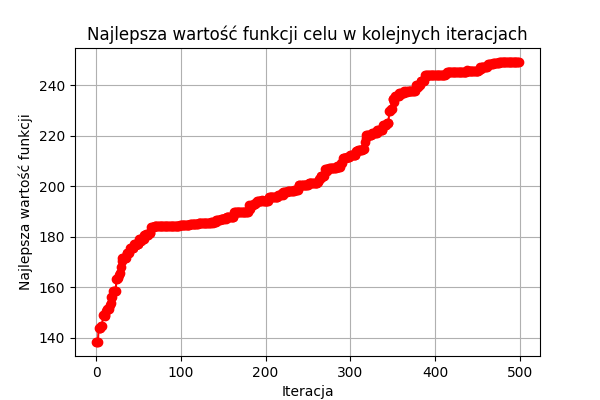 Najlepsza wartość funkcji celu w kolejnych iteracjach
Najlepsza wartość funkcji
240
220
200
180
160
140
0 100 200 300 400 500
Iteracja